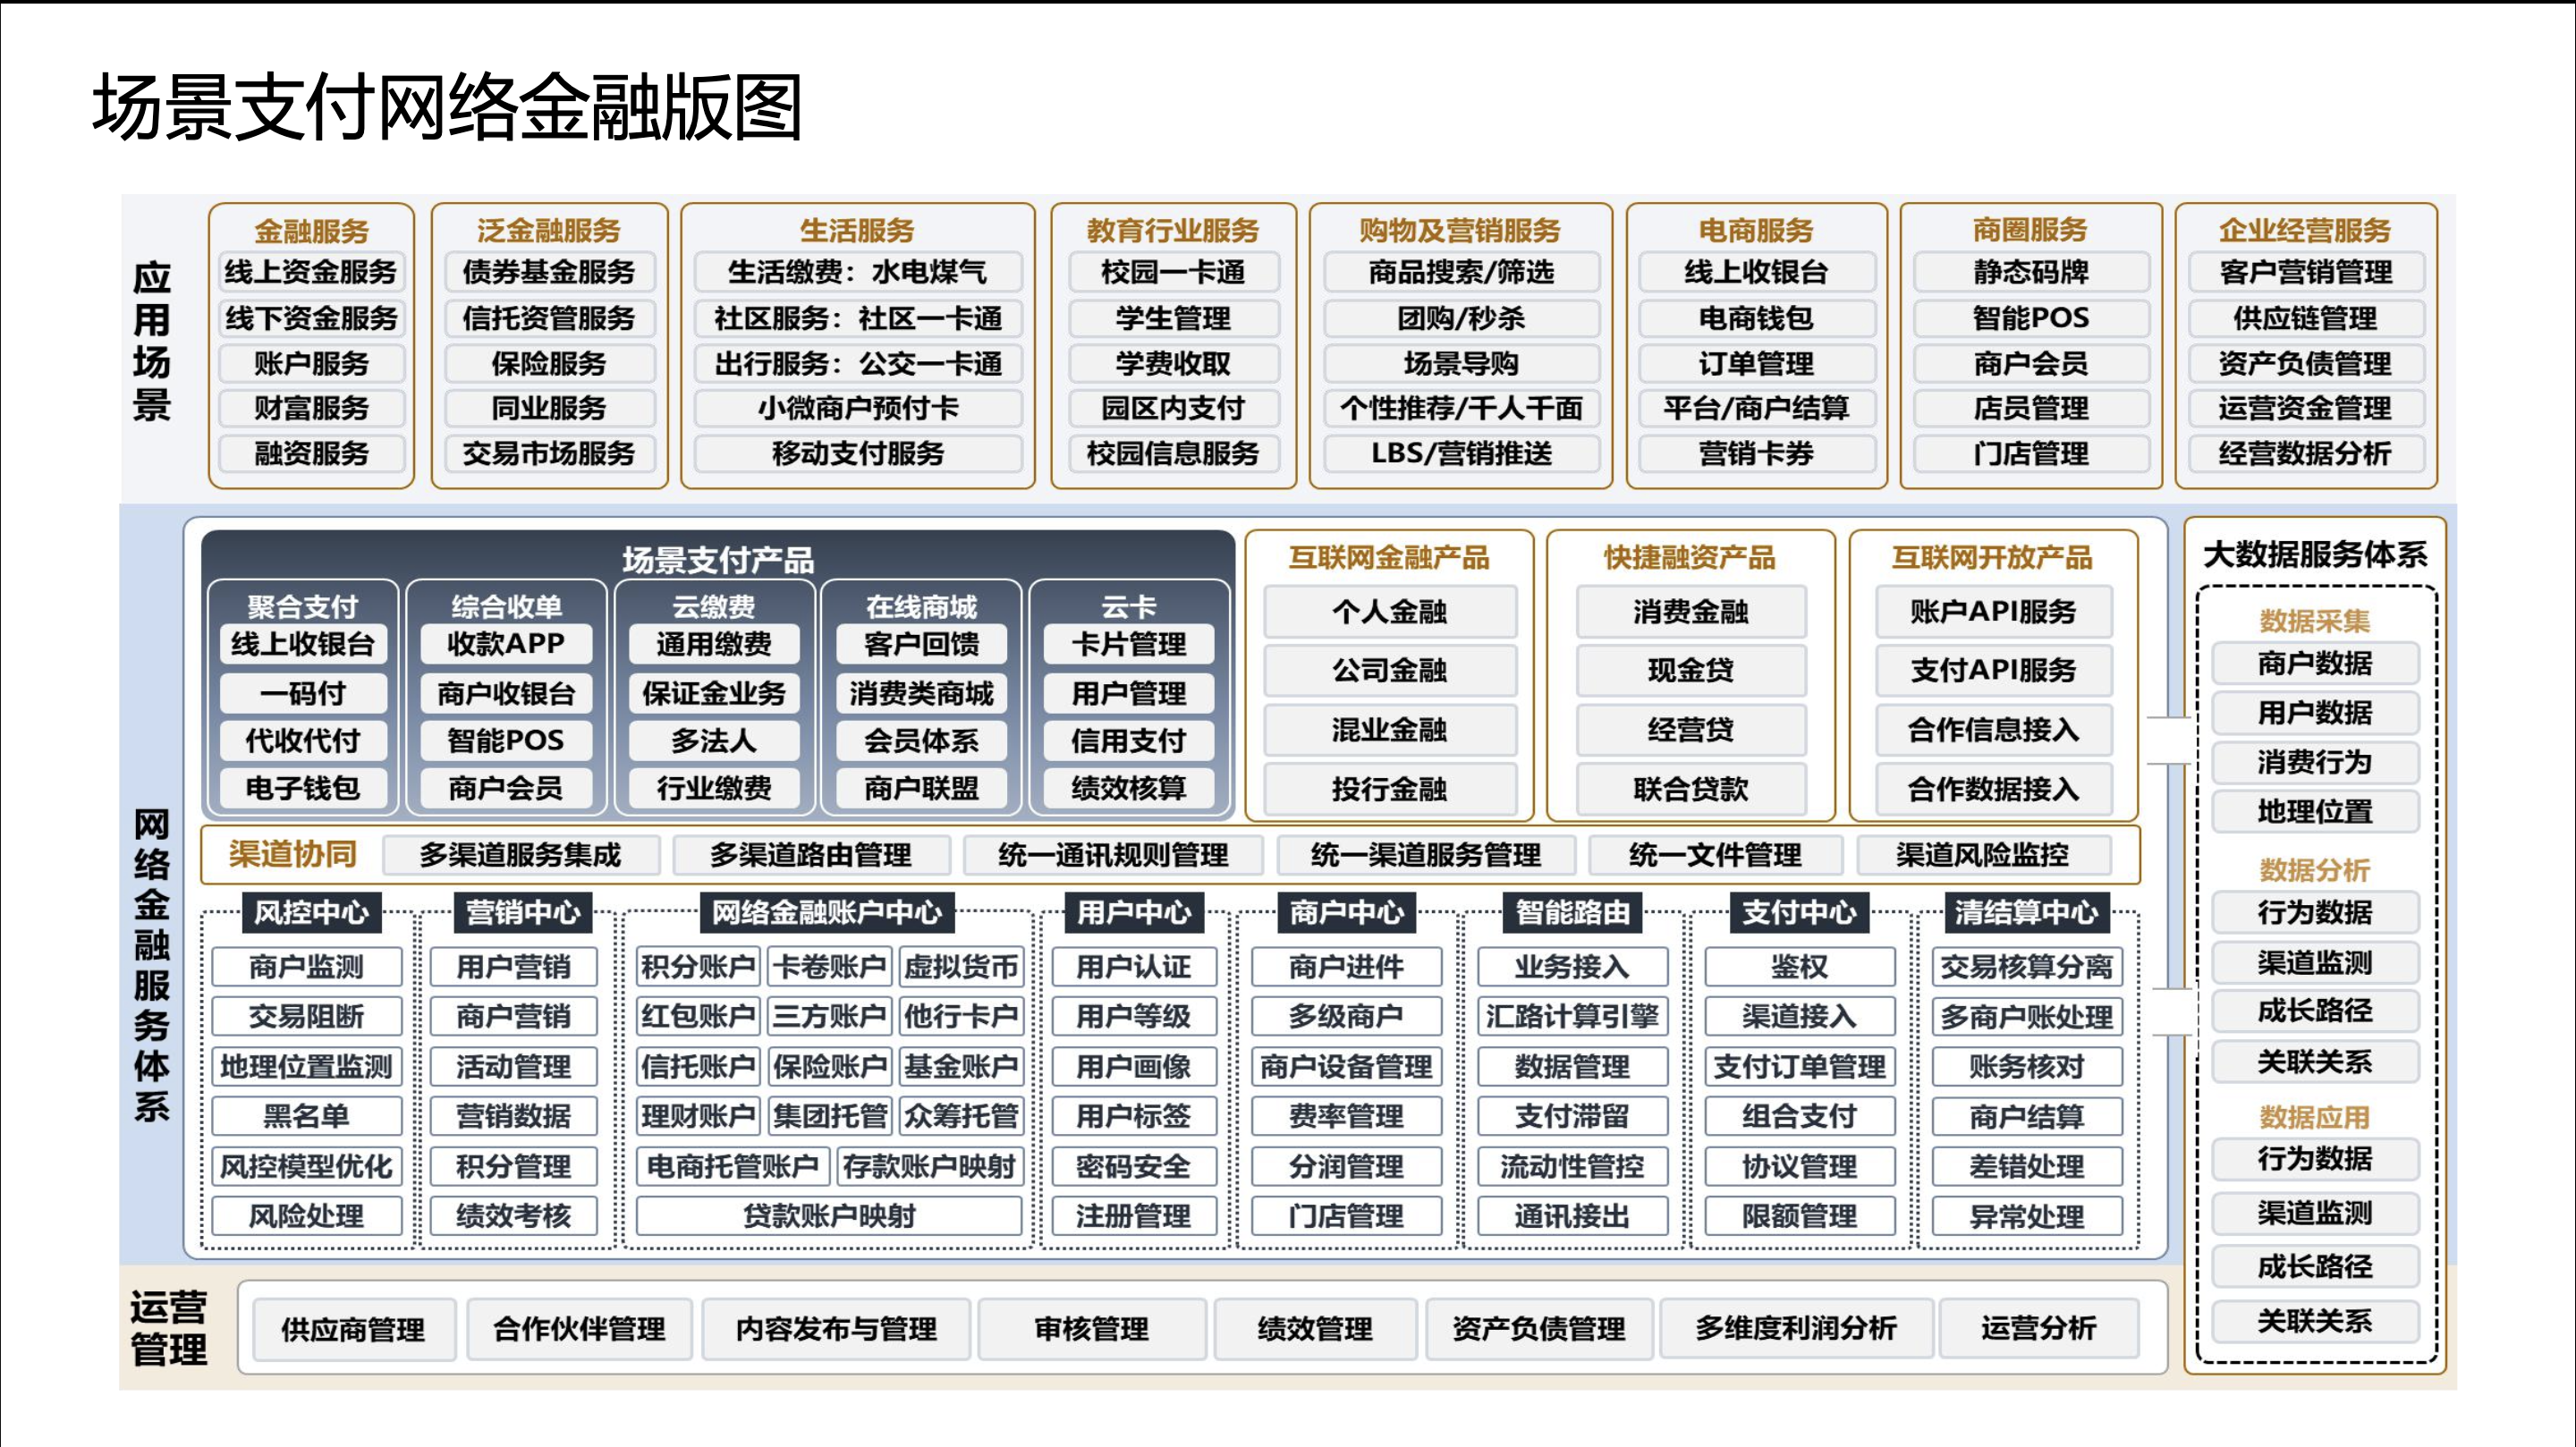 场景支付网络金融版图
应用场景
金融服务
线上资金服务
线下资金服务
账户服务
财富服务
融资服务
泛金融服务
债券基金服务
信托资管服务
保险服务
同业服务
交易市场服务
生活服务
生活缴费：水电煤气
社区服务：社区一卡通
出行服务：公交一卡通
小微商户预付卡
移动支付服务
教育行业服务
校园一卡通
学生管理
学费收取
园区内支付
校园信息服务
购物及营销服务
商品搜索/筛选
团购/秒杀
场景导购
个性推荐/千人千面
LBS/营销推送
电商服务
线上收银台
电商钱包
订单管理
平台/商户结算
营销卡券
商圈服务
静态码牌
智能POS
商户会员
店员管理
门店管理
企业经营服务
客户营销管理
供应链管理
资产负债管理
运营资金管理
经营数据分析
网络金融服务体系
场景支付产品
聚合支付
线上收银台
一码付
代收代付
电子钱包
综合收单
收款APP
商户收银台
智能POS
商户会员
云缴费
通用缴费
保证金业务
多法人
行业缴费
在线商城
客户回馈
消费类商城
会员体系
商户联盟
云卡
卡片管理
用户管理
信用支付
绩效核算
互联网金融产品
个人金融
公司金融
混业金融
投行金融
快捷融资产品
消费金融
现金贷
经营贷
联合贷款
互联网开放产品
账户API服务
支付API服务
合作信息接入
合作数据接入
渠道协同
多渠道服务集成
多渠道路由管理
统一通讯规则管理
统一渠道服务管理
统一文件管理
渠道风险监控
风控中心
商户监测
交易阻断
地理位置监测
黑名单
风控模型优化
风险处理
营销中心
用户营销
商户营销
活动管理
营销数据
积分管理
绩效考核
网络金融账户中心
积分账户 卡卷账户 虚拟货币
红包账户 三方账户 他行卡户
信托账户 保险账户 基金账户
理财账户 集团托管 众筹托管
电商托管账户 存款账户映射
贷款账户映射
用户中心
用户认证
用户等级
用户画像
用户标签
密码安全
注册管理
商户中心
商户进件
多级商户
商户设备管理
费率管理
分润管理
门店管理
智能路由
业务接入
汇路计算引擎
数据管理
支付滞留
流动性管控
通讯接出
支付中心
鉴权
渠道接入
支付订单管理
组合支付
协议管理
限额管理
清结算中心
交易核算分离
多商户账处理
账务核对
商户结算
差错处理
异常处理
大数据服务体系
数据采集
商户数据
用户数据
消费行为
地理位置
数据分析
行为数据
渠道监测
成长路径
关联关系
数据应用
行为数据
渠道监测
成长路径
关联关系
运营
管理
供应商管理
合作伙伴管理
内容发布与管理
审核管理
绩效管理
资产负债管理
多维度利润分析
运营分析